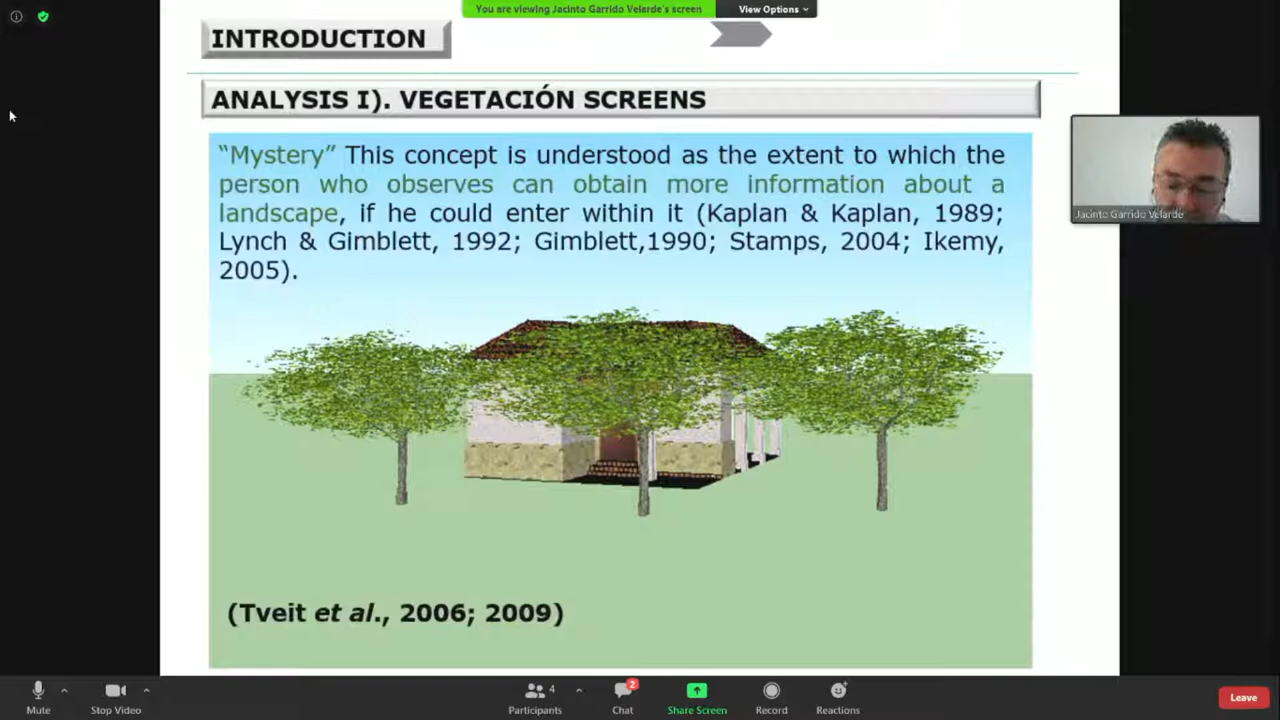 You are viewing Jacinto Garrido Velarde's screen
View Options
INTRODUCTION
ANALYSIS I). VEGETACIÓN SCREENS
“Mystery” This concept is understood as the extent to which the
person who observes can obtain more information about a
landscape, if he could enter within it (Kaplan & Kaplan, 1989;
Lynch & Gimblett, 1992; Gimblett,1990; Stamps, 2004; Ikemy,
2005).
Jacinto Garrido Velarde
(Tveit et al., 2006; 2009)
Mute
Stop Video
Participants
4
Chat
2
Share Screen
Record
Reactions
Leave